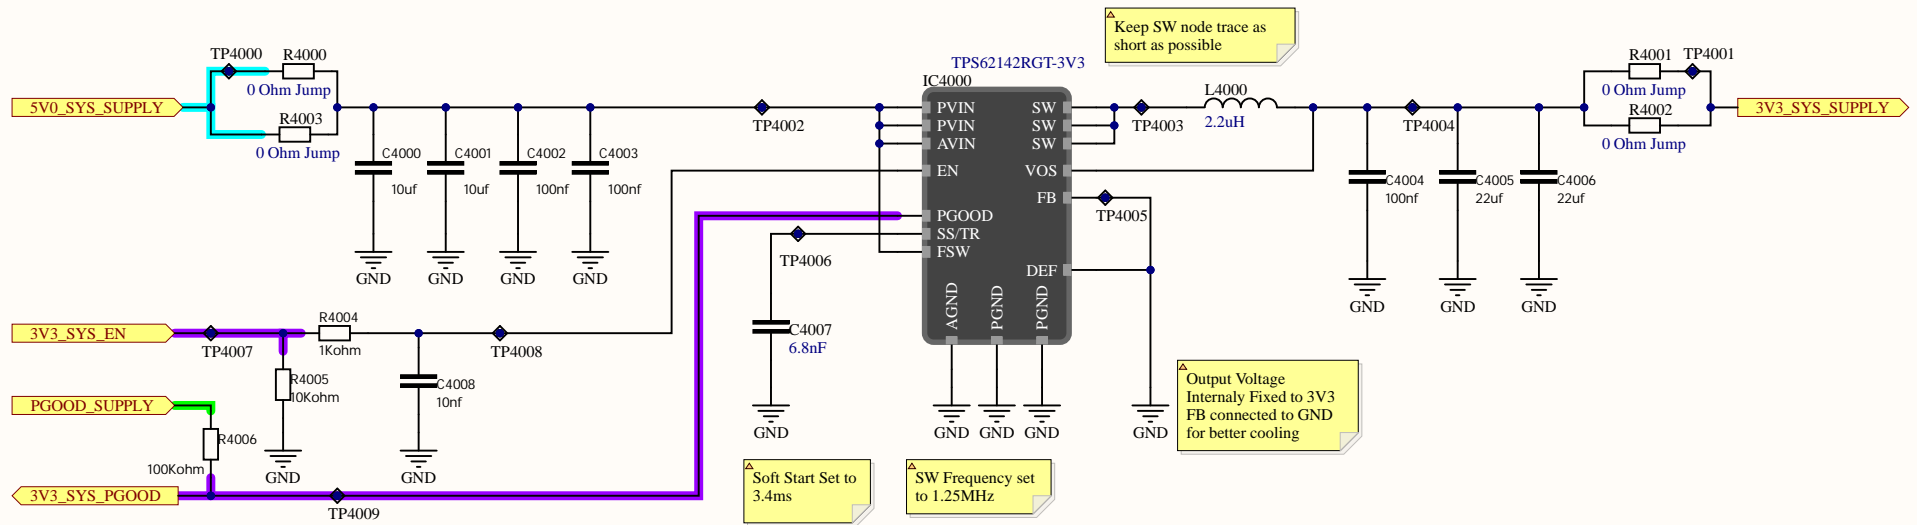 Keep SW node trace as
short as possible
TP4000
R4000
0 Ohm Jump
5V0_SYS_SUPPLY
R4003
0 Ohm Jump
C4000
10uf
GND
C4001
10uf
GND
C4002
100nf
GND
C4003
100nf
GND
TP4002
TPS62142RGT-3V3
IC4000
PVIN
PVIN
AVIN
EN
PGOOD
SS/TR
FSW
SW
SW
SW
VOS
FB
DEF
AGND
PGND
PGND
GND
GND
GND
TP4003
L4000
2.2uH
TP4004
TP4005
GND
C4004
100nf
GND
C4005
22uf
GND
C4006
22uf
GND
R4001
TP4001
0 Ohm Jump
R4002
0 Ohm Jump
3V3_SYS_SUPPLY
TP4006
C4007
6.8nF
GND
3V3_SYS_EN
TP4007
R4004
1Kohm
TP4008
R4005
10Kohm
GND
C4008
10nf
GND
PGOOD_SUPPLY
R4006
100Kohm
3V3_SYS_PGOOD
TP4009
Soft Start Set to
3.4ms
SW Frequency set
to 1.25MHz
Output Voltage
Internaly Fixed to 3V3
FB connected to GND
for better cooling